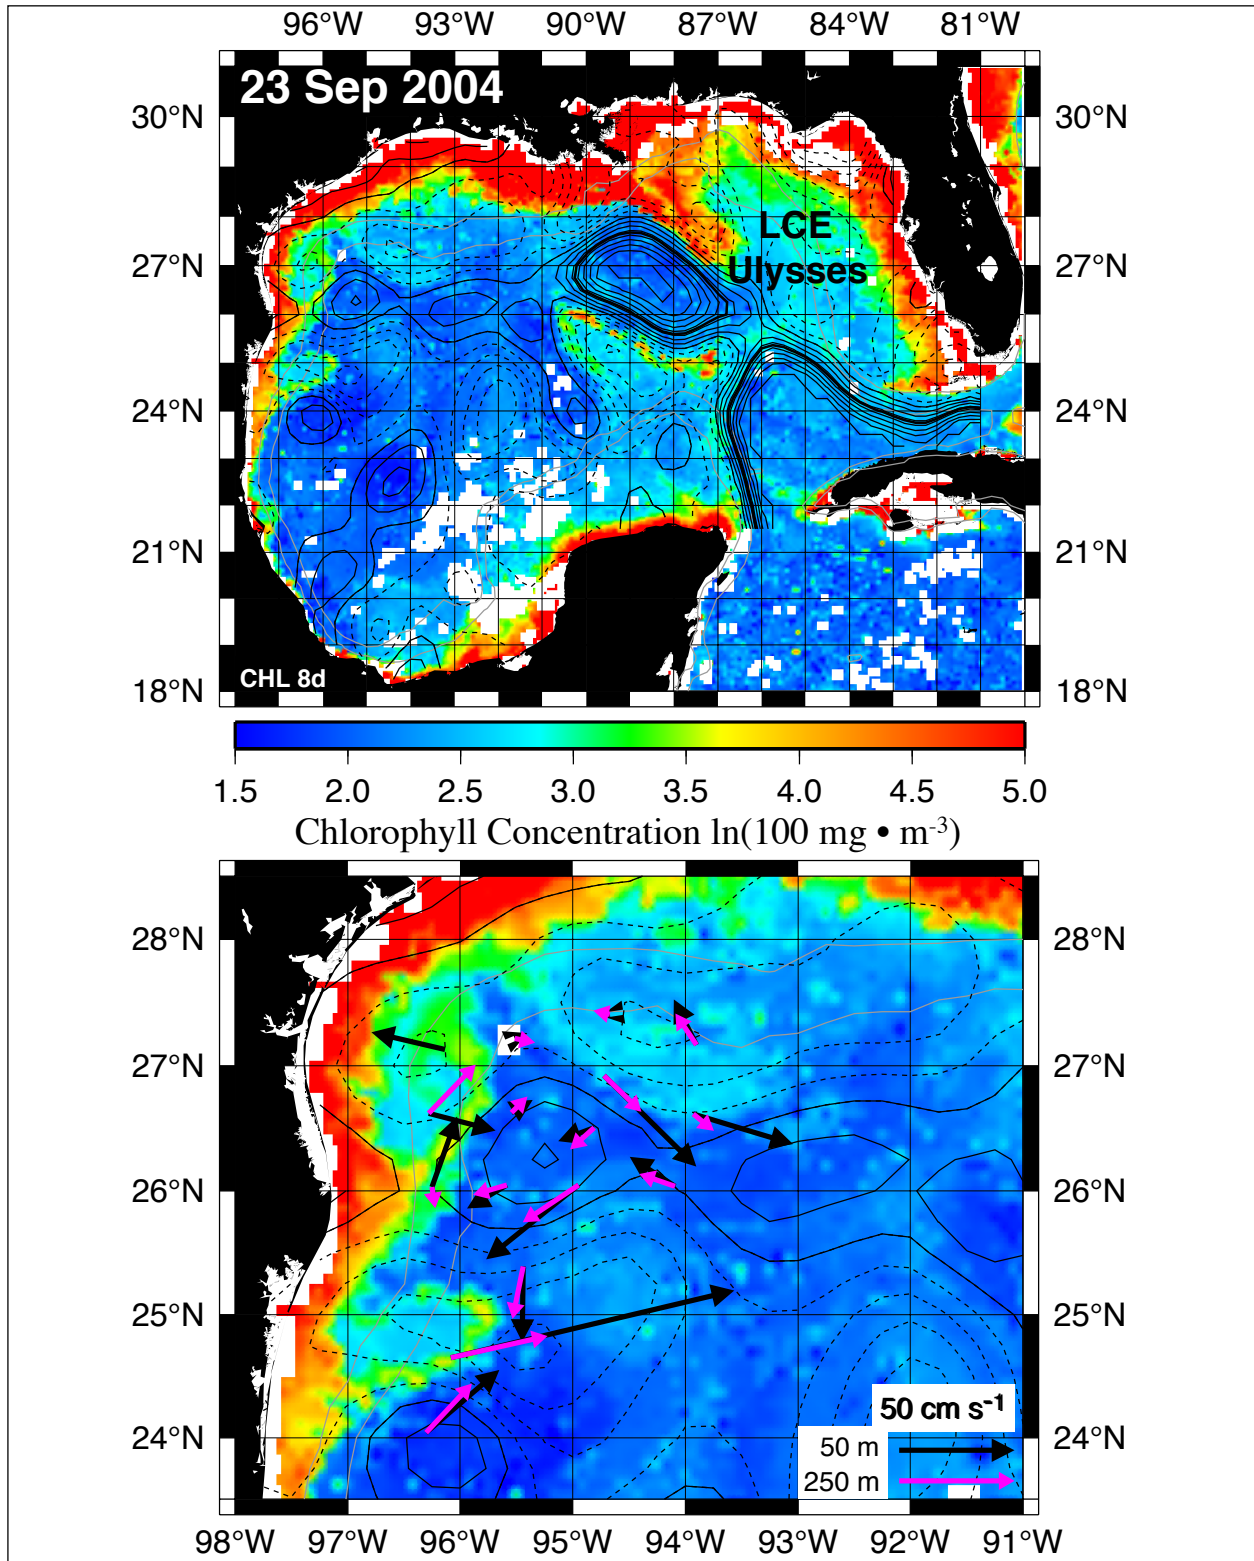 96°W 93°W 90°W 87°W 84°W 81°W
23 Sep 2004
30°N 30°N
LCE
Ulysses
27°N 27°N
24°N 24°N
21°N 21°N
CHL 8d
18°N 18°N
1.5 2.0 2.5 3.0 3.5 4.0 4.5 5.0
Chlorophyll Concentration ln(100 mg • m-3)
28°N 28°N
27°N 27°N
26°N 26°N
25°N 25°N
50 cm s-1
24°N 50 m 24°N
250 m
98°W 97°W 96°W 95°W 94°W 93°W 92°W 91°W